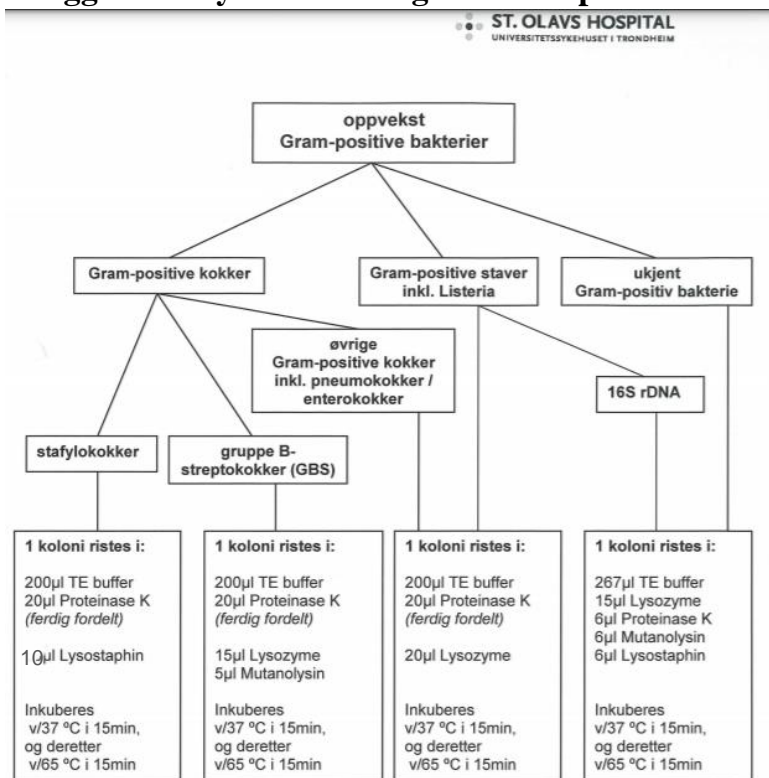 ST. OLAVS HOSPITAL
UNIVERSITETSSYKEHUSET I TRONDHEIM
oppvekst
Gram-positive bakterier
Gram-positive kokker
Gram-positive staver
inkl. Listeria
ukjent
Gram-positiv bakterie
øvrige
Gram-positive kokker
inkl. pneumokokker /
enterokokker
16S rDNA
stafylokokker
gruppe B-
streptokokker (GBS)
1 koloni ristes i:
200µl TE buffer
20µl Proteinase K
(ferdig fordelt)
10µl Lysostaphin
Inkuberes
v/37 ºC i 15min,
og deretter
v/65 ºC i 15min
1 koloni ristes i:
200µl TE buffer
20µl Proteinase K
(ferdig fordelt)
15µl Lysozyme
5µl Mutanolysin
Inkuberes
v/37 ºC i 15min,
og deretter
v/65 ºC i 15min
1 koloni ristes i:
200µl TE buffer
20µl Proteinase K
(ferdig fordelt)
20µl Lysozyme
Inkuberes
v/37 ºC i 15min,
og deretter
v/65 ºC i 15min
1 koloni ristes i:
267µl TE buffer
15µl Lysozyme
6µl Proteinase K
6µl Mutanolysin
6µl Lysostaphin
Inkuberes
v/37 ºC i 15min,
og deretter
v/65 ºC i 15min